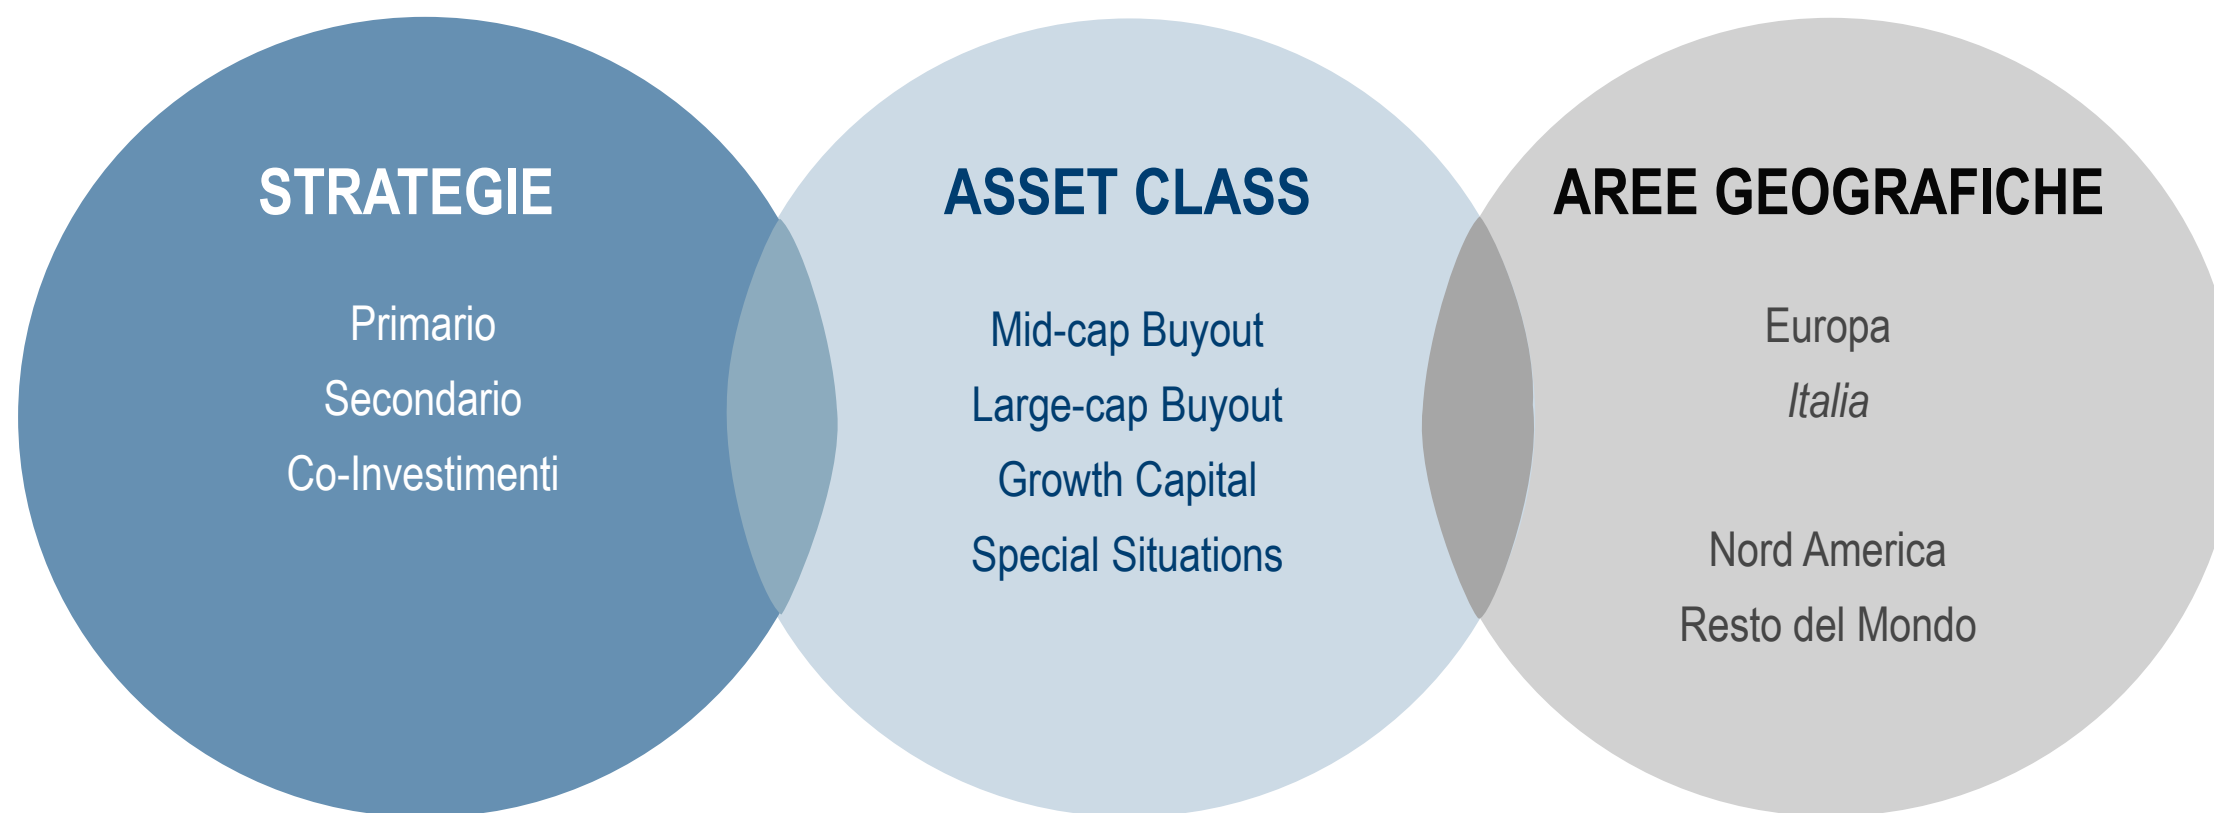 STRATEGIE
Primario
Secondario
Co-Investimenti
ASSET CLASS
Mid-cap Buyout
Large-cap Buyout
Growth Capital
Special Situations
AREE GEOGRAFICHE
Europa
Italia
Nord America
Resto del Mondo